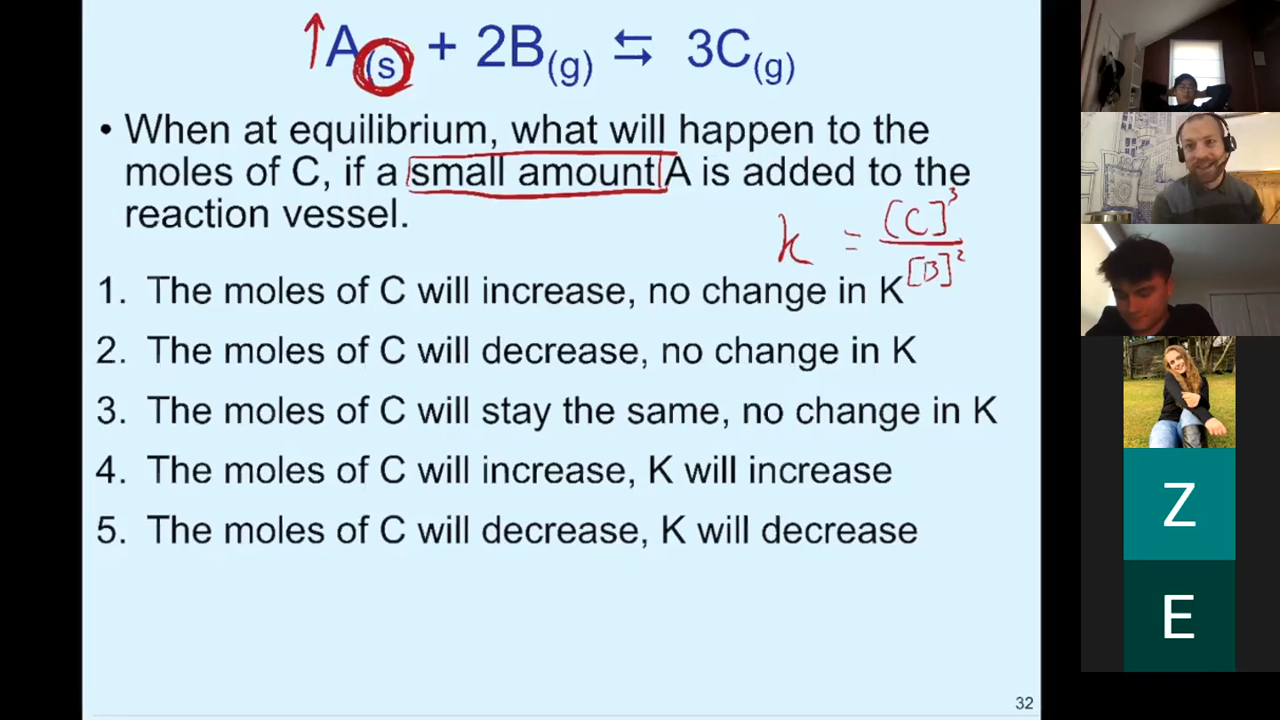 ↑A(s) + 2B(g) ⇆ 3C(g)
• When at equilibrium, what will happen to the
moles of C, if a small amount A is added to the
reaction vessel.
K = [C]³/[B]²
1. The moles of C will increase, no change in K
2. The moles of C will decrease, no change in K
3. The moles of C will stay the same, no change in K
4. The moles of C will increase, K will increase
5. The moles of C will decrease, K will decrease
32
Z
E